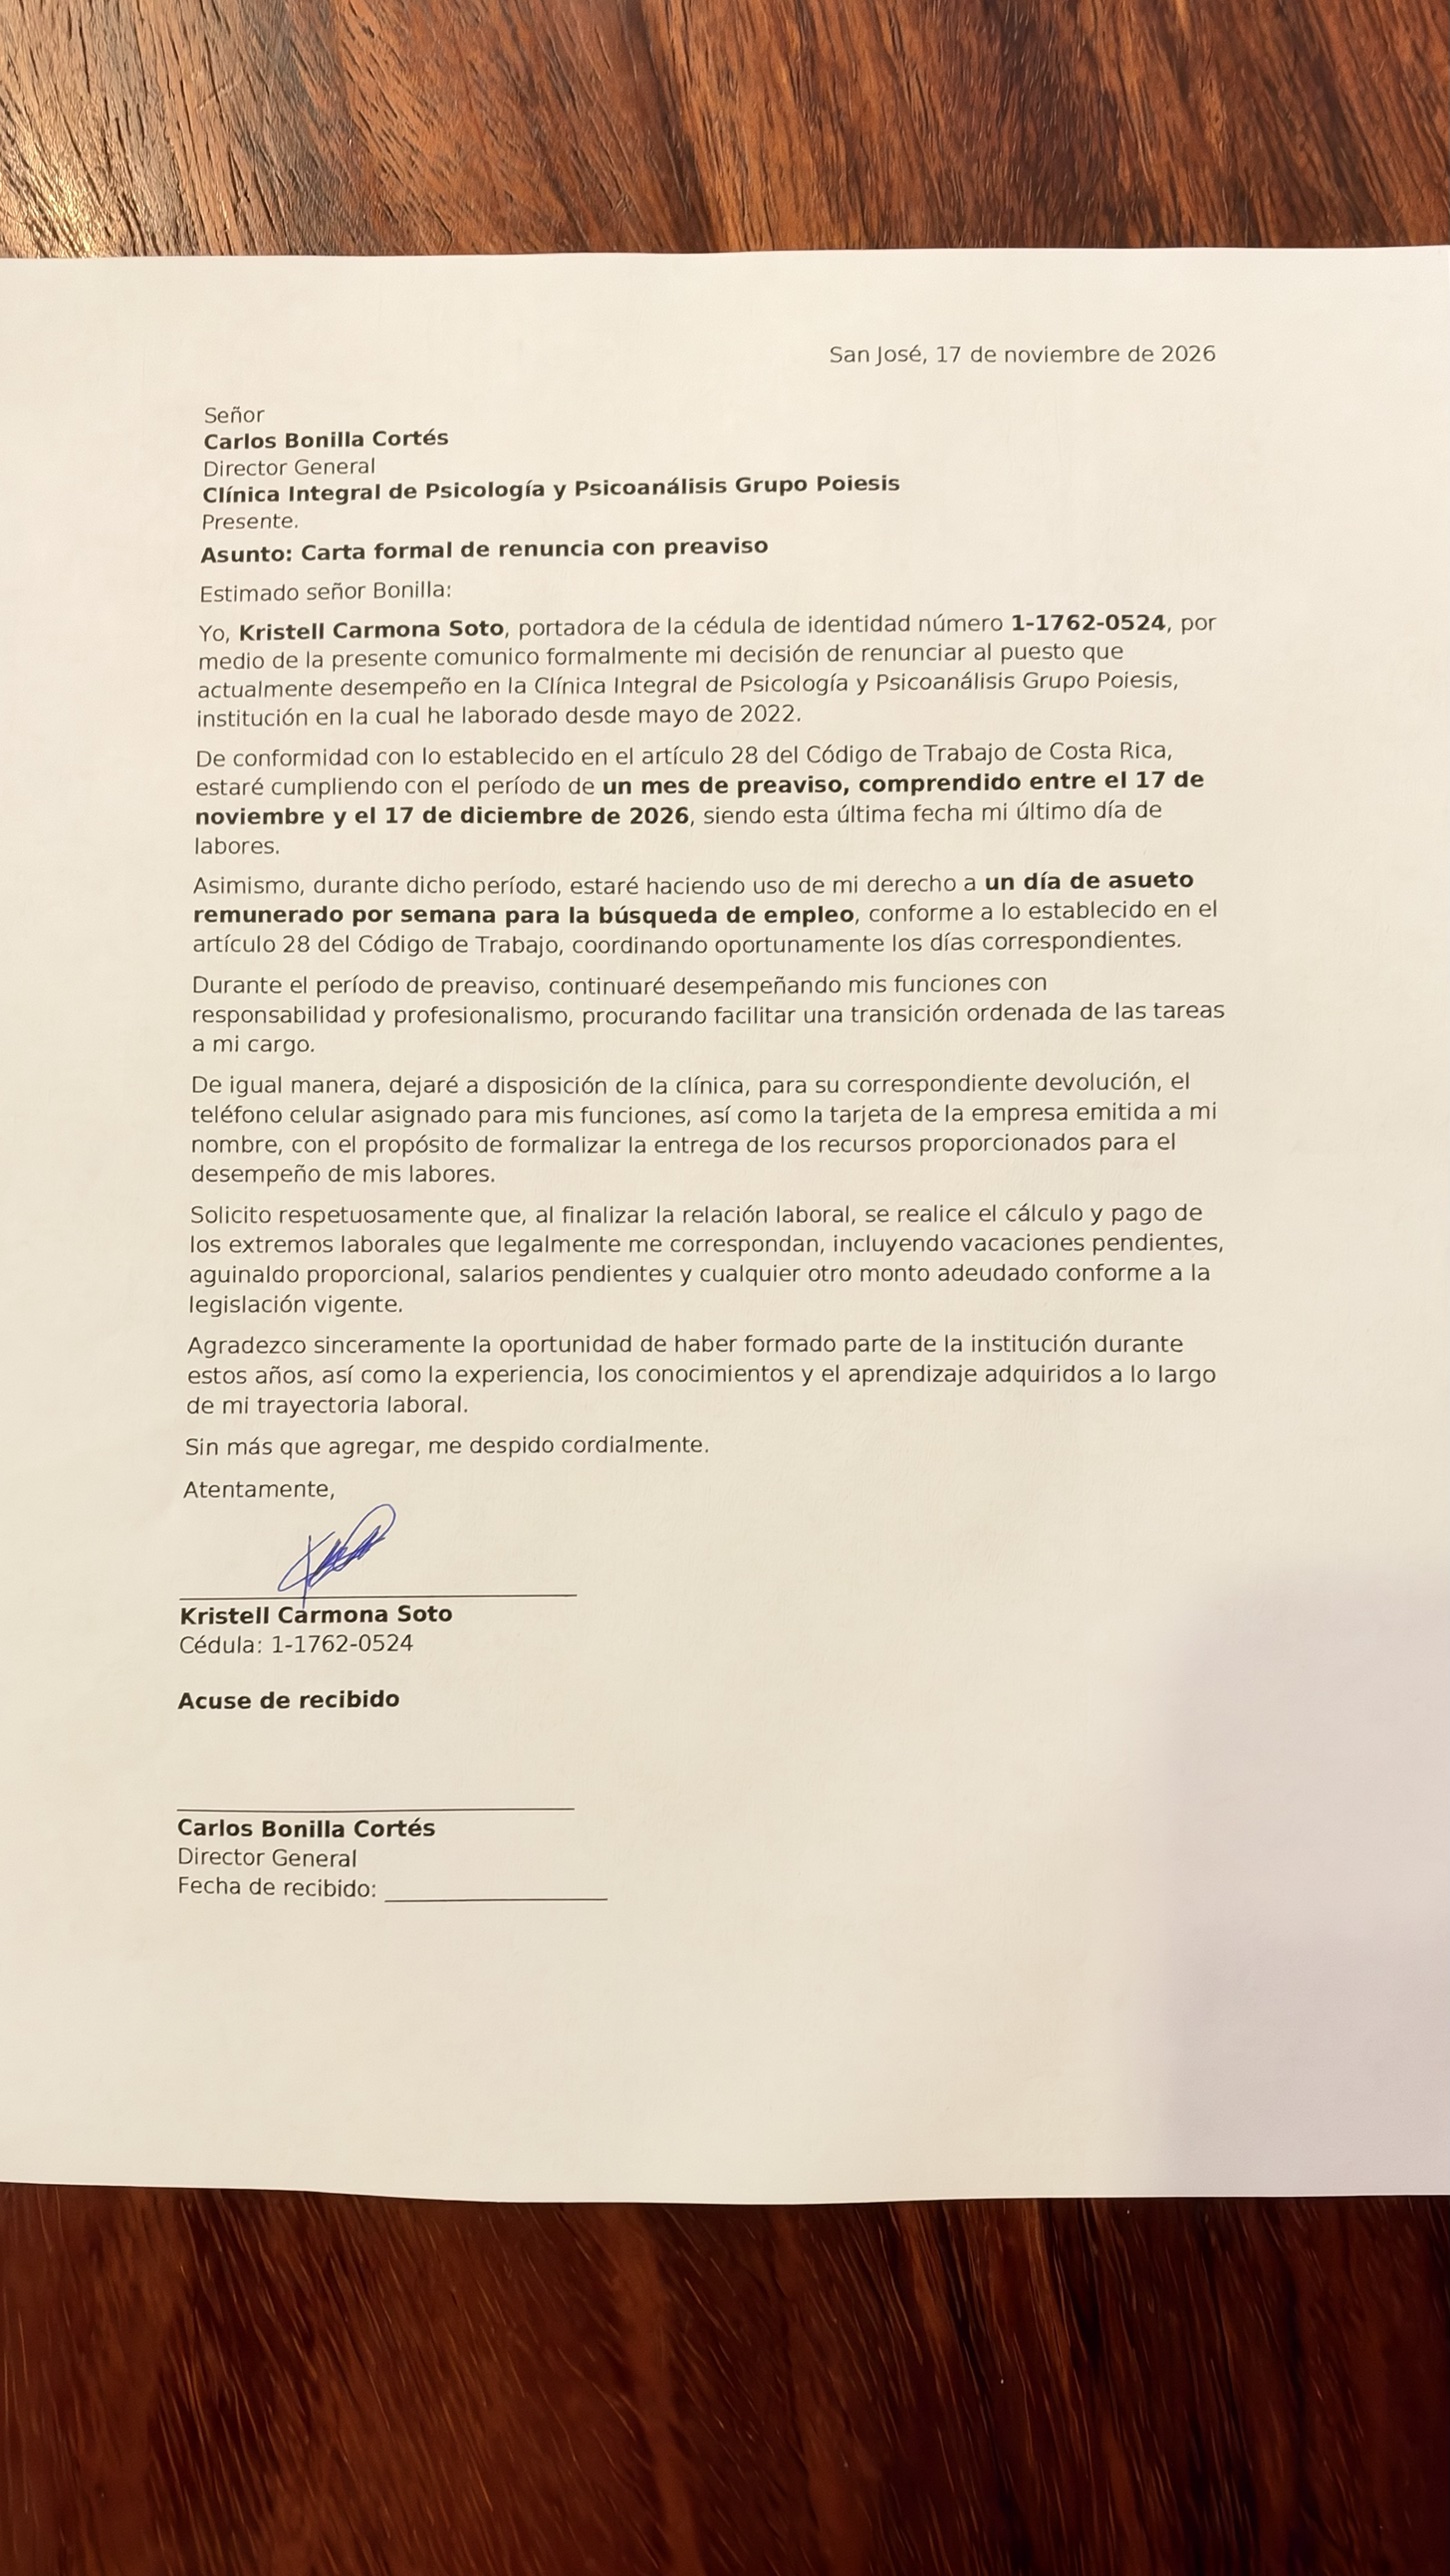 San José, 17 de noviembre de 2026
Señor
Carlos Bonilla Cortés
Director General
Clínica Integral de Psicología y Psicoanálisis Grupo Poiesis
Presente.
Asunto: Carta formal de renuncia con preaviso
Estimado señor Bonilla:
Yo, Kristell Carmona Soto, portadora de la cédula de identidad número 1-1762-0524, por
medio de la presente comunico formalmente mi decisión de renunciar al puesto que
actualmente desempeño en la Clínica Integral de Psicología y Psicoanálisis Grupo Poiesis,
institución en la cual he laborado desde mayo de 2022.
De conformidad con lo establecido en el artículo 28 del Código de Trabajo de Costa Rica,
estaré cumpliendo con el período de un mes de preaviso, comprendido entre el 17 de
noviembre y el 17 de diciembre de 2026, siendo esta última fecha mi último día de
labores.
Asimismo, durante dicho período, estaré haciendo uso de mi derecho a un día de asueto
remunerado por semana para la búsqueda de empleo, conforme a lo establecido en el
artículo 28 del Código de Trabajo, coordinando oportunamente los días correspondientes.
Durante el período de preaviso, continuaré desempeñando mis funciones con
responsabilidad y profesionalismo, procurando facilitar una transición ordenada de las tareas
a mi cargo.
De igual manera, dejaré a disposición de la clínica, para su correspondiente devolución, el
teléfono celular asignado para mis funciones, así como la tarjeta de la empresa emitida a mi
nombre, con el propósito de formalizar la entrega de los recursos proporcionados para el
desempeño de mis labores.
Solicito respetuosamente que, al finalizar la relación laboral, se realice el cálculo y pago de
los extremos laborales que legalmente me correspondan, incluyendo vacaciones pendientes,
aguinaldo proporcional, salarios pendientes y cualquier otro monto adeudado conforme a la
legislación vigente.
Agradezco sinceramente la oportunidad de haber formado parte de la institución durante
estos años, así como la experiencia, los conocimientos y el aprendizaje adquiridos a lo largo
de mi trayectoria laboral.
Sin más que agregar, me despido cordialmente.
Atentamente,
Kristell Carmona Soto
Cédula: 1-1762-0524
Acuse de recibido
Carlos Bonilla Cortés
Director General
Fecha de recibido: